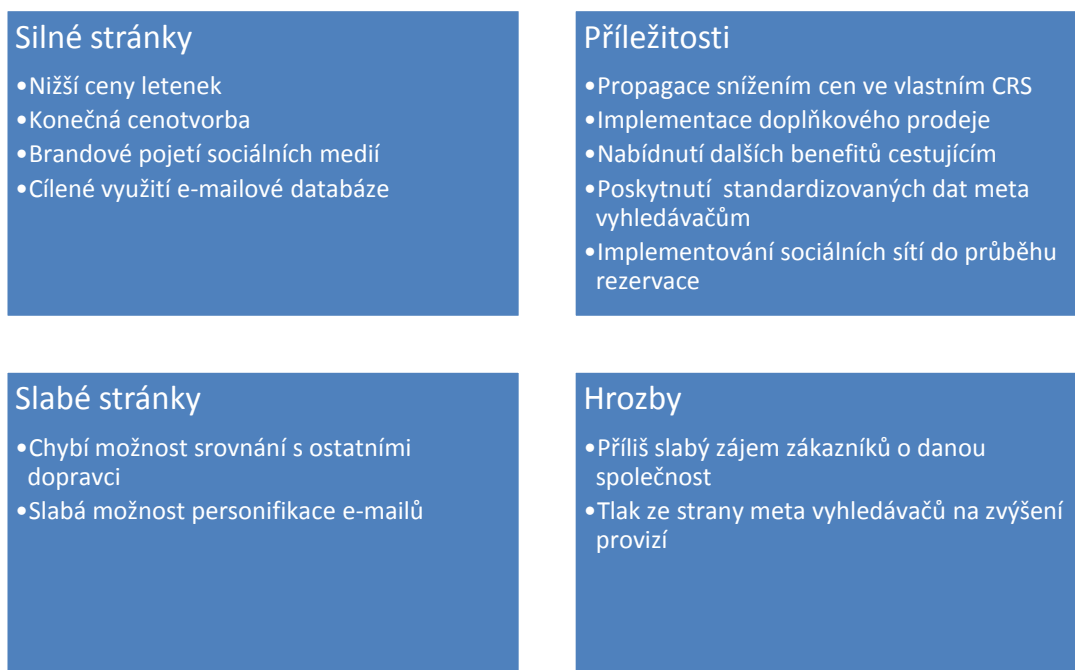 Silné stránky
•Nižší ceny letenek
•Konečná cenotvorba
•Brandové pojetí sociálních medií
•Cílené využití e-mailové databáze
Příležitosti
•Propagace snížením cen ve vlastním CRS
•Implementace doplňkového prodeje
•Nabídnutí dalších benefitů cestujícím
•Poskytnutí standardizovaných dat meta
vyhledávačům
•Implementování sociálních sítí do průběhu
rezervace
Slabé stránky
•Chybí možnost srovnání s ostatními
dopravci
•Slabá možnost personifikace e-mailů
Hrozby
•Příliš slabý zájem zákazníků o danou
společnost
•Tlak ze strany meta vyhledávačů na zvýšení
provizí